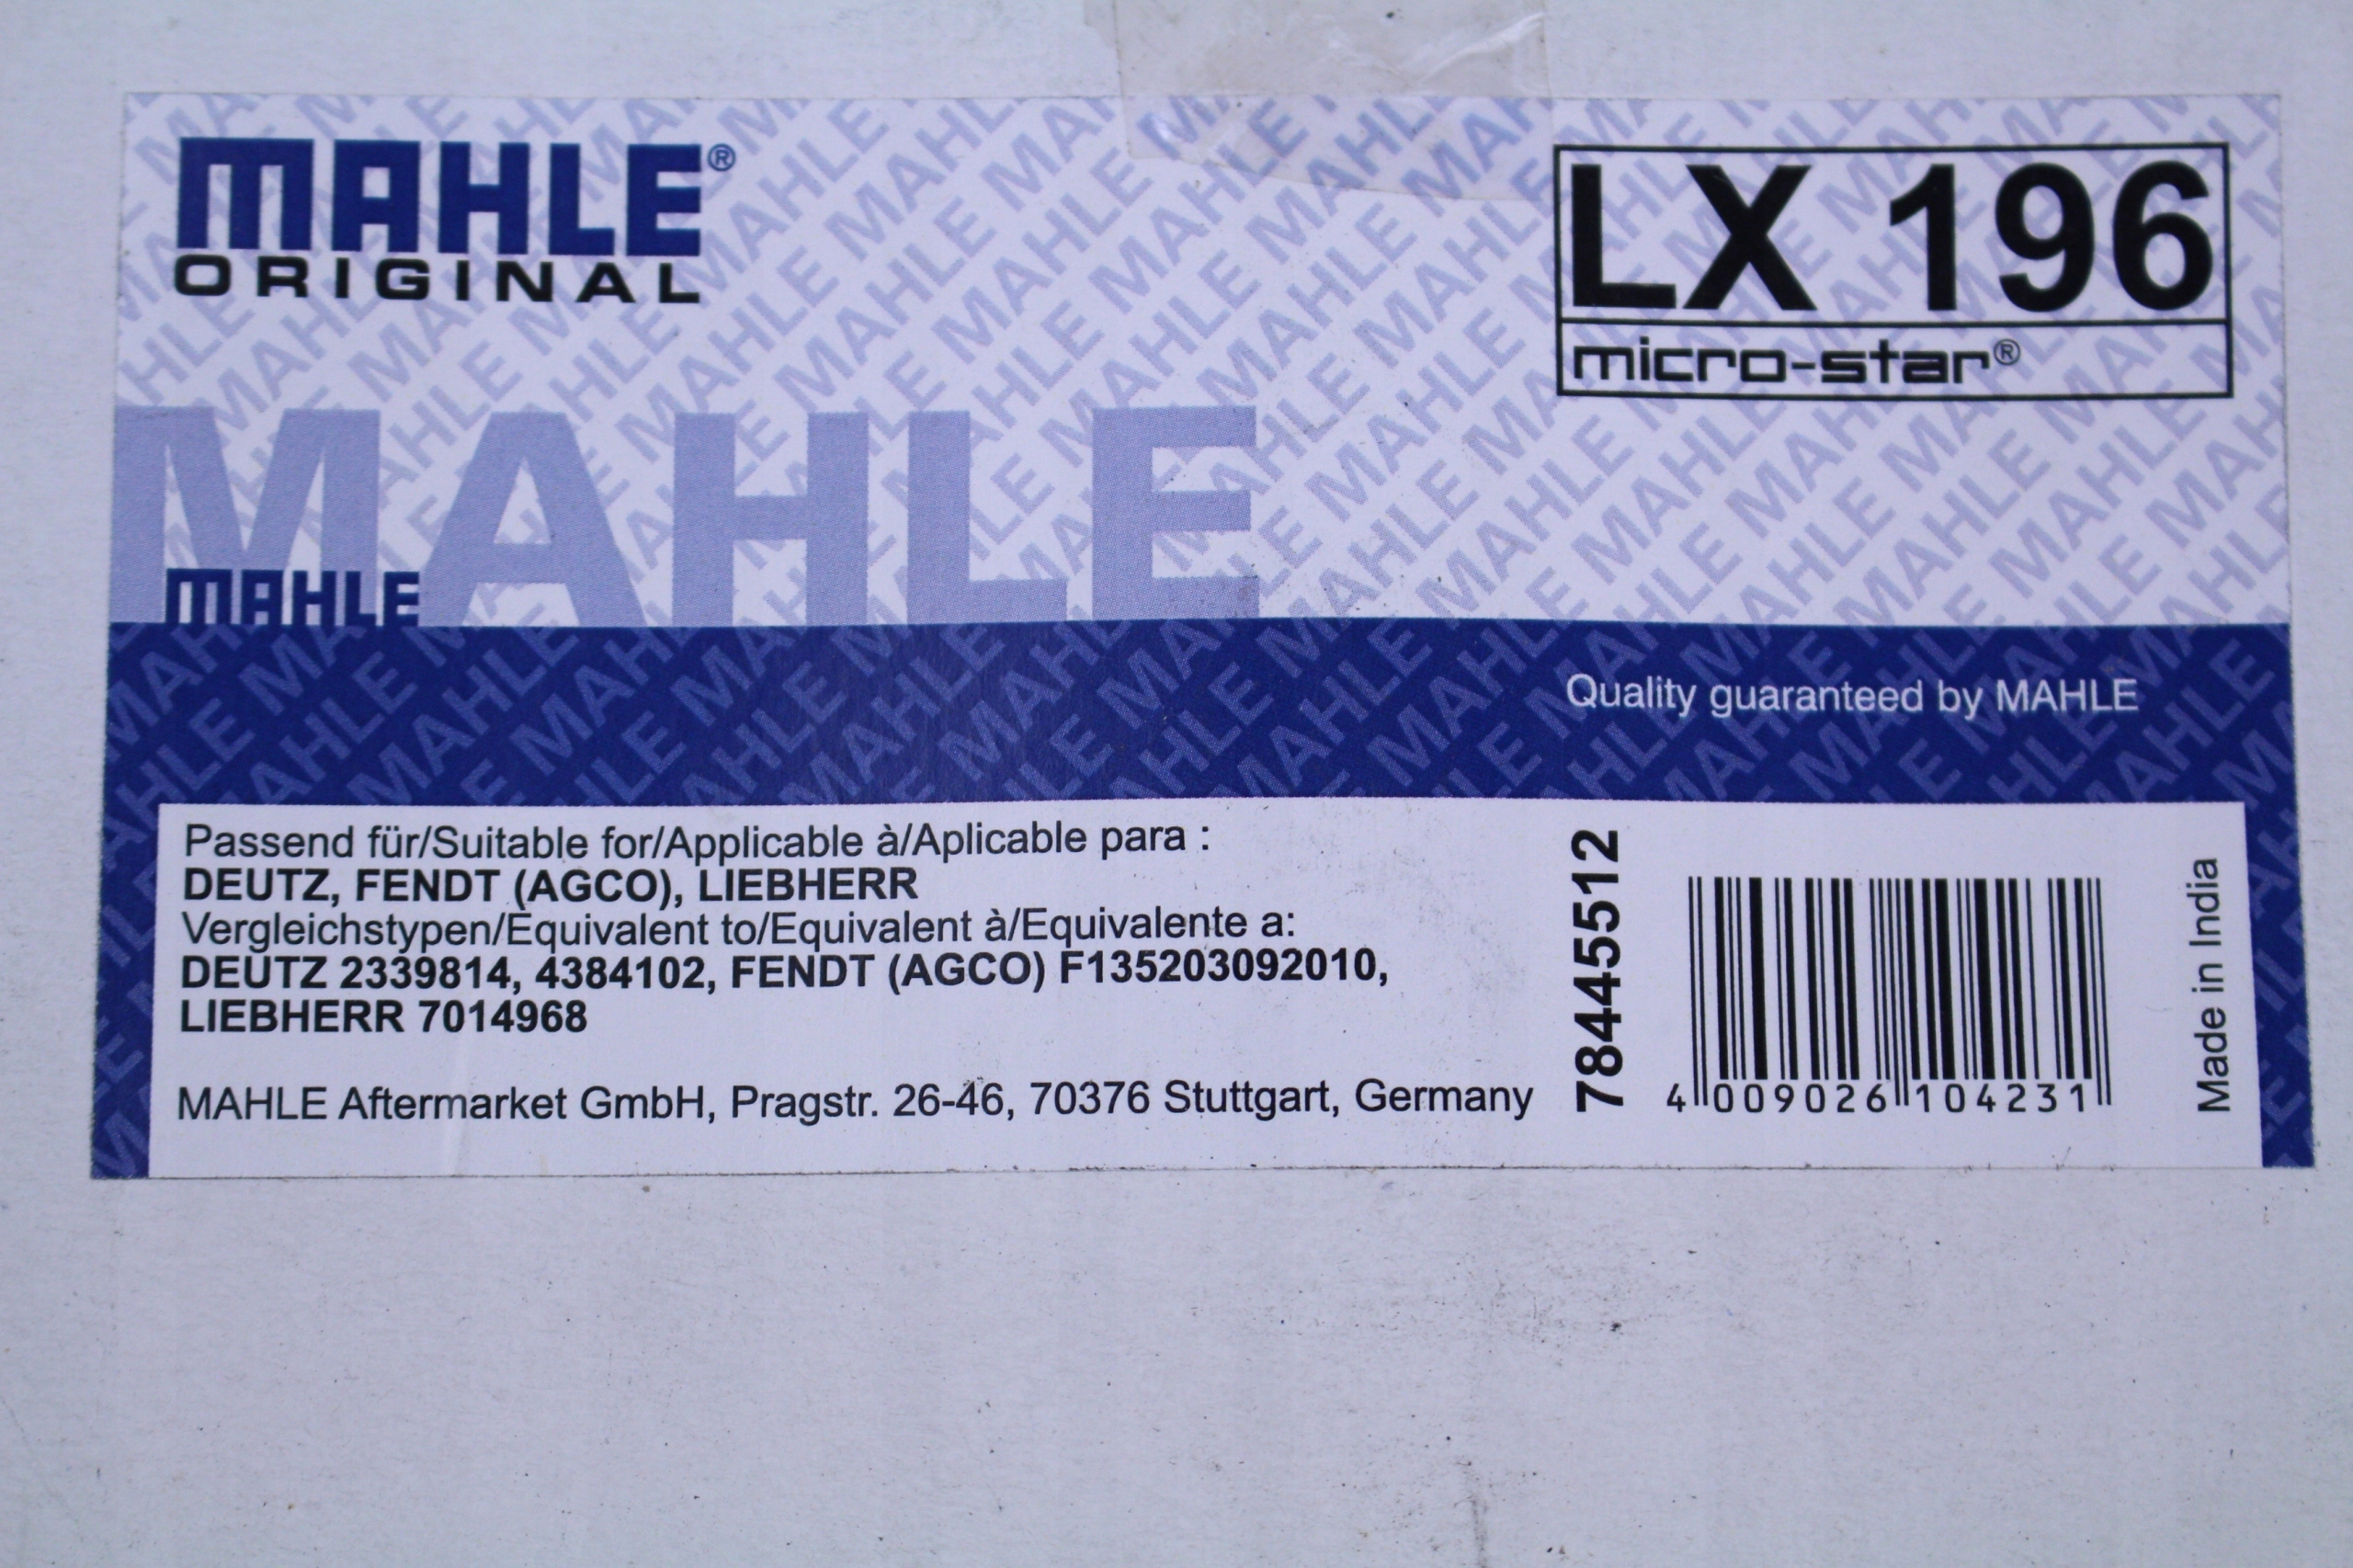 MAHLE®
ORIGINAL
LX 196
micro-star®
MAHLE
MAHLE
Quality guaranteed by MAHLE
Passend für/Suitable for/Applicable à/Aplicable para :
DEUTZ, FENDT (AGCO), LIEBHERR
Vergleichstypen/Equivalent to/Equivalent à/Equivalente a:
DEUTZ 2339814, 4384102, FENDT (AGCO) F135203092010,
LIEBHERR 7014968
MAHLE Aftermarket GmbH, Pragstr. 26-46, 70376 Stuttgart, Germany
78445512
4 009026 104231
Made in India